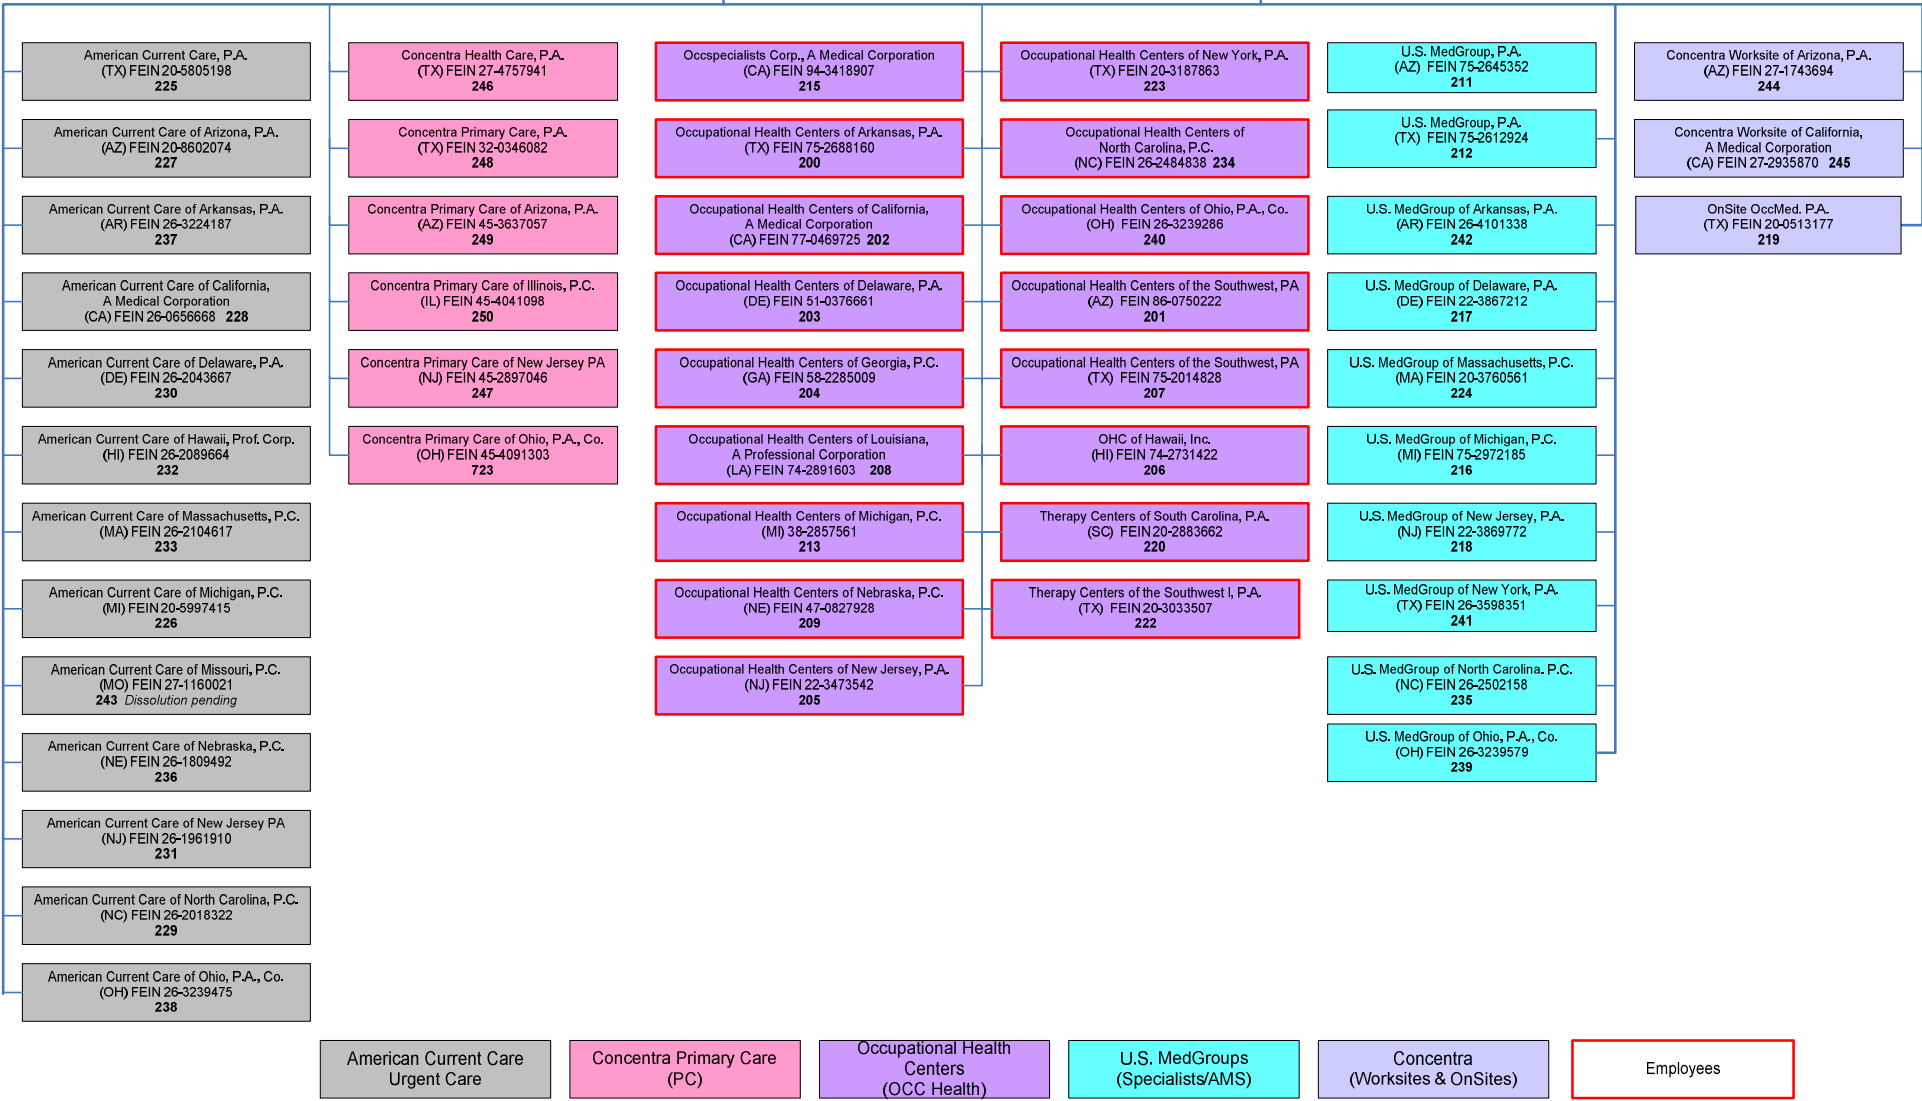 American Current Care, P.A.
(TX) FEIN 20-5805198
225
American Current Care of Arizona, P.A.
(AZ) FEIN 20-8602074
227
American Current Care of Arkansas, P.A.
(AR) FEIN 26-3224187
237
American Current Care of California,
A Medical Corporation
(CA) FEIN 26-0656668 228
American Current Care of Delaware, P.A.
(DE) FEIN 26-2043667
230
American Current Care of Hawaii, Prof. Corp.
(HI) FEIN 26-2089664
232
American Current Care of Massachusetts, P.C.
(MA) FEIN 26-2104617
233
American Current Care of Michigan, P.C.
(MI) FEIN 20-5997415
226
American Current Care of Missouri, P.C.
(MO) FEIN 27-1160021
243 Dissolution pending
American Current Care of Nebraska, P.C.
(NE) FEIN 26-1809492
236
American Current Care of New Jersey PA
(NJ) FEIN 26-1961910
231
American Current Care of North Carolina, P.C.
(NC) FEIN 26-2018322
229
American Current Care of Ohio, P.A., Co.
(OH) FEIN 26-3239475
238
Concentra Health Care, P.A.
(TX) FEIN 27-4757941
246
Concentra Primary Care, P.A.
(TX) FEIN 32-0346082
248
Concentra Primary Care of Arizona, P.A.
(AZ) FEIN 45-3637057
249
Concentra Primary Care of Illinois, P.C.
(IL) FEIN 45-4041098
250
Concentra Primary Care of New Jersey PA
(NJ) FEIN 45-2897046
247
Concentra Primary Care of Ohio, P.A., Co.
(OH) FEIN 45-4091303
723
Occspecialists Corp., A Medical Corporation
(CA) FEIN 94-3418907
215
Occupational Health Centers of Arkansas, P.A.
(TX) FEIN 75-2688160
200
Occupational Health Centers of California,
A Medical Corporation
(CA) FEIN 77-0469725 202
Occupational Health Centers of Delaware, P.A.
(DE) FEIN 51-0376661
203
Occupational Health Centers of Georgia, P.C.
(GA) FEIN 58-2285009
204
Occupational Health Centers of Louisiana,
A Professional Corporation
(LA) FEIN 74-2891603 208
Occupational Health Centers of Michigan, P.C.
(MI) 38-2857561
213
Occupational Health Centers of Nebraska, P.C.
(NE) FEIN 47-0827928
209
Occupational Health Centers of New Jersey, P.A.
(NJ) FEIN 22-3473542
205
Occupational Health Centers of New York, P.A.
(TX) FEIN 20-3187863
223
Occupational Health Centers of
North Carolina, P.C.
(NC) FEIN 26-2484838 234
Occupational Health Centers of Ohio, P.A., Co.
(OH) FEIN 26-3239286
240
Occupational Health Centers of the Southwest, PA
(AZ) FEIN 86-0750222
201
Occupational Health Centers of the Southwest, PA
(TX) FEIN 75-2014828
207
OHC of Hawaii, Inc.
(HI) FEIN 74-2731422
206
Therapy Centers of South Carolina, P.A.
(SC) FEIN 20-2883662
220
Therapy Centers of the Southwest I, P.A.
(TX) FEIN 20-3033507
222
U.S. MedGroup, P.A.
(AZ) FEIN 75-2645352
211
U.S. MedGroup, P.A.
(TX) FEIN 75-2612924
212
U.S. MedGroup of Arkansas, P.A.
(AR) FEIN 26-4101338
242
U.S. MedGroup of Delaware, P.A.
(DE) FEIN 22-3867212
217
U.S. MedGroup of Massachusetts, P.C.
(MA) FEIN 20-3760561
224
U.S. MedGroup of Michigan, P.C.
(MI) FEIN 75-2972185
216
U.S. MedGroup of New Jersey, P.A.
(NJ) FEIN 22-3869772
218
U.S. MedGroup of New York, P.A.
(TX) FEIN 26-3598351
241
U.S. MedGroup of North Carolina. P.C.
(NC) FEIN 26-2502158
235
U.S. MedGroup of Ohio, P.A., Co.
(OH) FEIN 26-3239579
239
Concentra Worksite of Arizona, P.A.
(AZ) FEIN 27-1743694
244
Concentra Worksite of California,
A Medical Corporation
(CA) FEIN 27-2935870 245
OnSite OccMed. P.A.
(TX) FEIN 20-0513177
219
American Current Care
Urgent Care
Concentra Primary Care
(PC)
Occupational Health
Centers
(OCC Health)
U.S. MedGroups
(Specialists/AMS)
Concentra
(Worksites & OnSites)
Employees